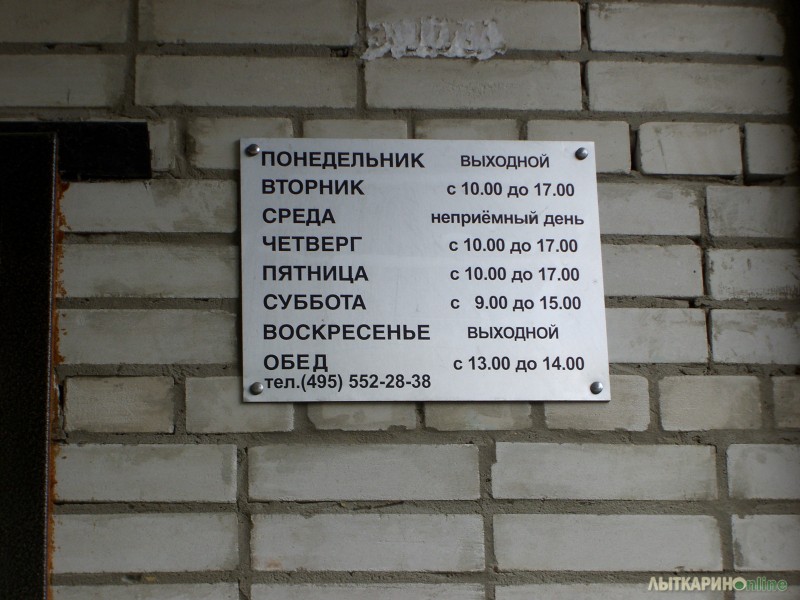 ПОНЕДЕЛЬНИК ВЫХОДНОЙ
ВТОРНИК с 10.00 до 17.00
СРЕДА неприёмный день
ЧЕТВЕРГ с 10.00 до 17.00
ПЯТНИЦА с 10.00 до 17.00
СУББОТА с 9.00 до 15.00
ВОСКРЕСЕНЬЕ ВЫХОДНОЙ
ОБЕД с 13.00 до 14.00
тел.(495) 552-28-38
ЛЫТКАРИНОonline